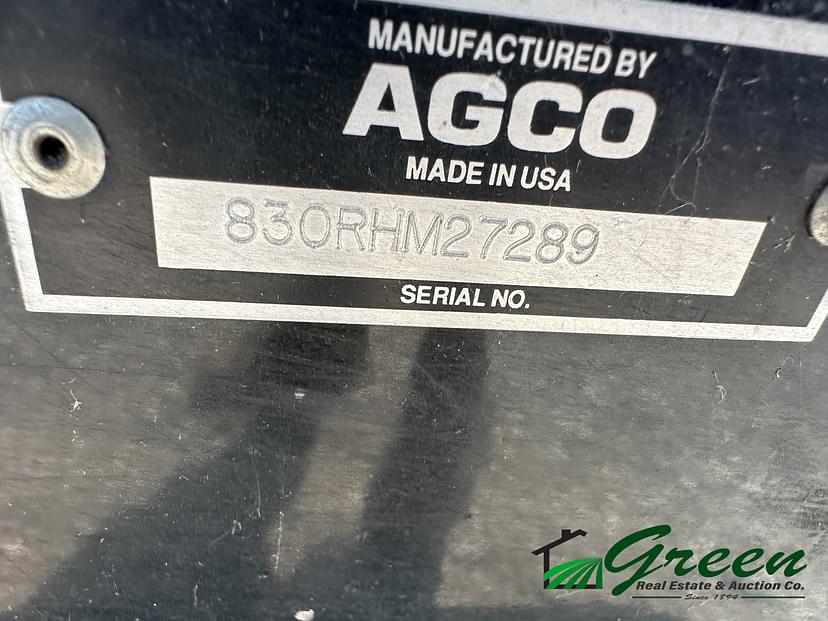 MANUFACTURED BY
AGCO
MADE IN USA
830RHM27289
SERIAL NO.
Green
Real Estate & Auction Co.
Since 1894